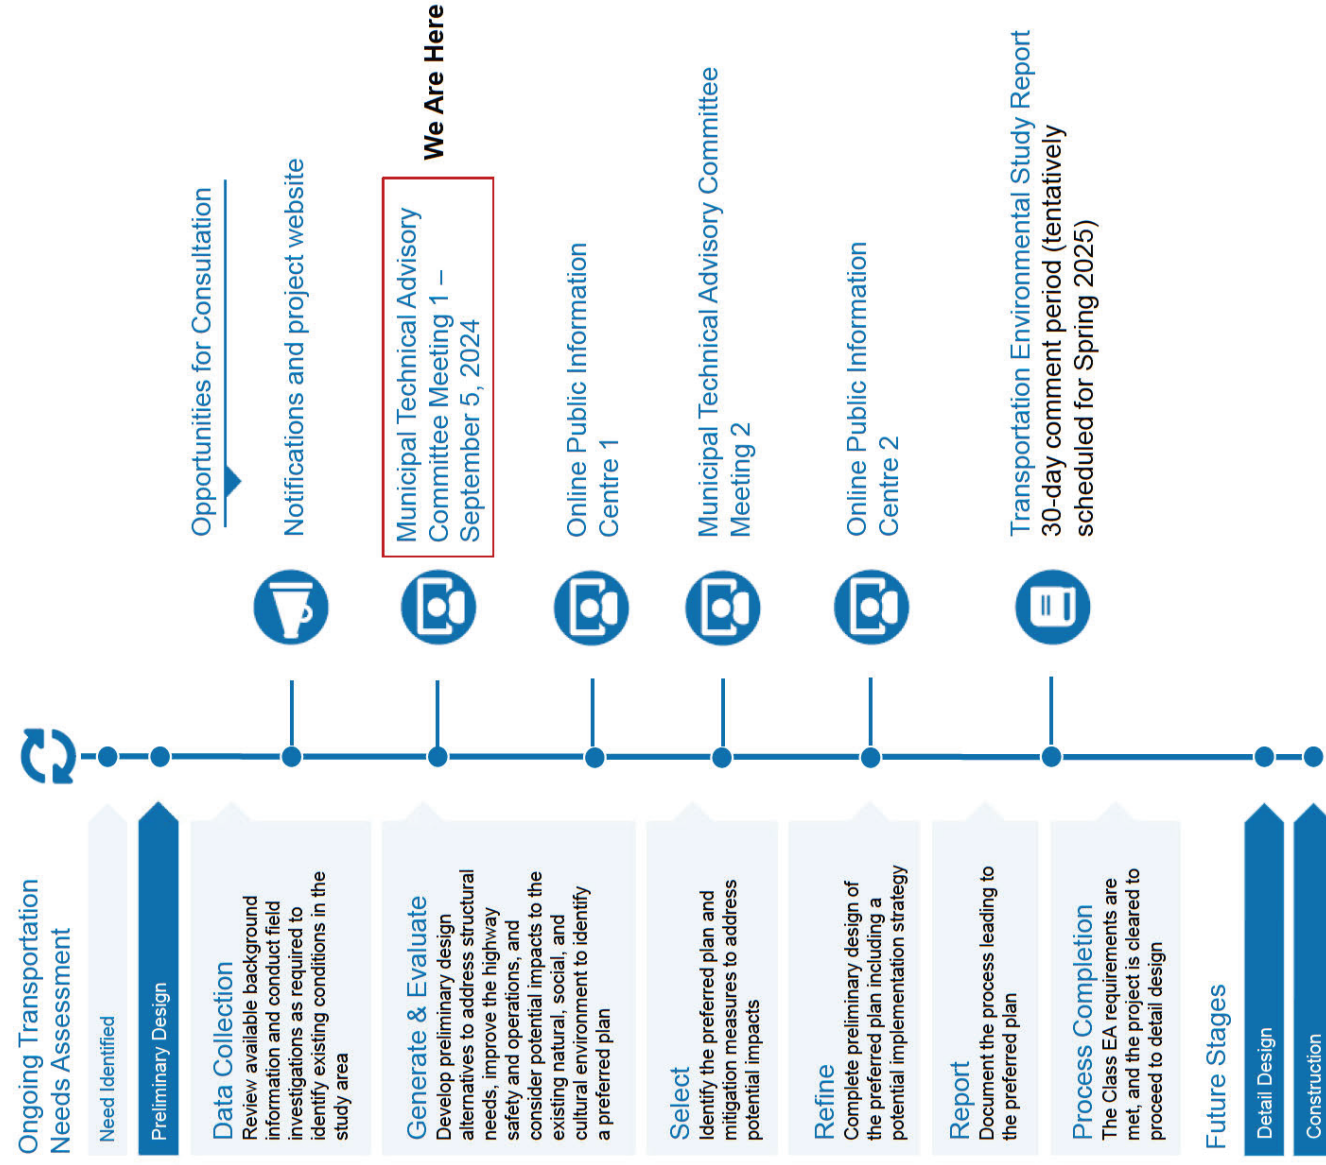 Ongoing Transportation
Needs Assessment
Need Identified
Preliminary Design
Data Collection
Review available background
information and conduct field
investigations as required to
identify existing conditions in the
study area
Generate & Evaluate
Develop preliminary design
alternatives to address structural
needs, improve the highway
safety and operations, and
consider potential impacts to the
existing natural, social, and
cultural environment to identify
a preferred plan
Select
Identify the preferred plan and
mitigation measures to address
potential impacts
Refine
Complete preliminary design of
the preferred plan including a
potential implementation strategy
Report
Document the process leading to
the preferred plan
Process Completion
The Class EA requirements are
met, and the project is cleared to
proceed to detail design
Future Stages
Detail Design
Construction
Opportunities for Consultation
Notifications and project website
Municipal Technical Advisory
Committee Meeting 1 –
September 5, 2024
We Are Here
Online Public Information
Centre 1
Municipal Technical Advisory Committee
Meeting 2
Online Public Information
Centre 2
Transportation Environmental Study Report
30-day comment period (tentatively
scheduled for Spring 2025)